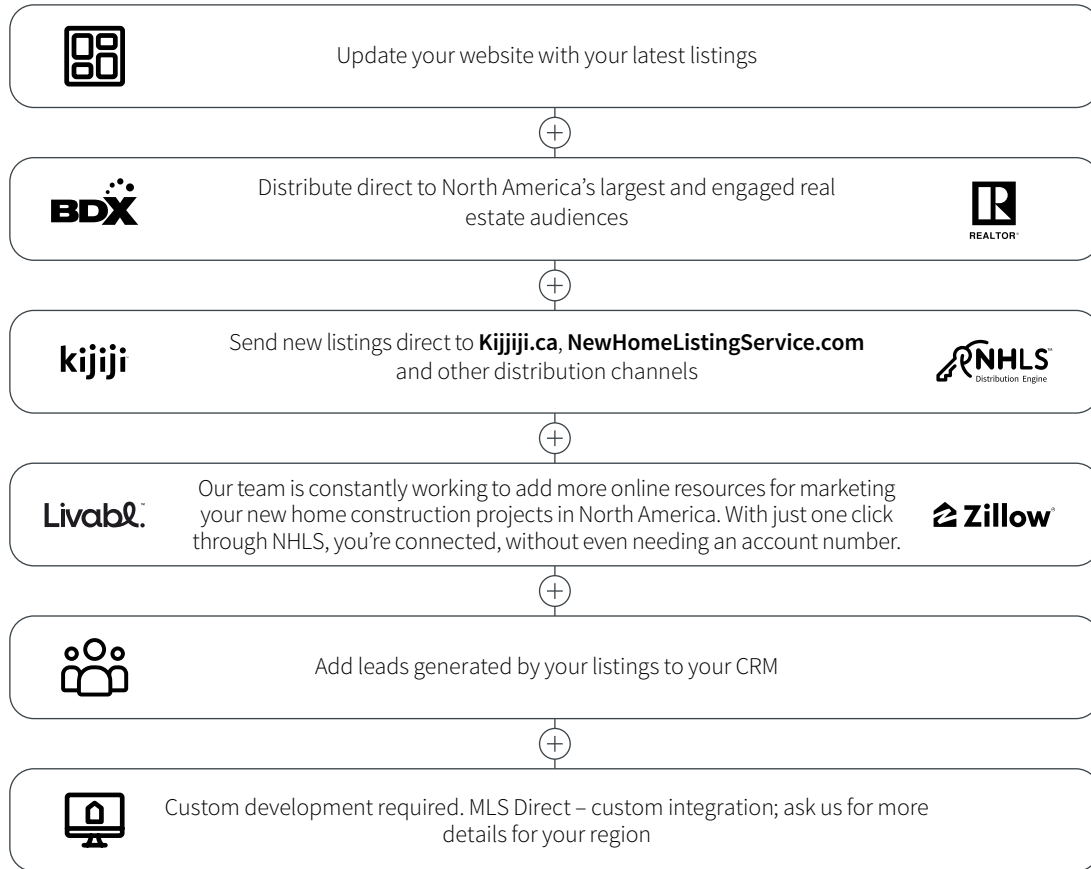 Update your website with your latest listings
BDX
Distribute direct to North America's largest and engaged real
estate audiences
R
REALTOR®
kijiji
Send new listings direct to Kijjiji.ca, NewHomeListingService.com
and other distribution channels
NHLS™
Distribution Engine
Livabl.™
Our team is constantly working to add more online resources for marketing
your new home construction projects in North America. With just one click
through NHLS, you're connected, without even needing an account number.
Zillow®
Add leads generated by your listings to your CRM
Custom development required. MLS Direct – custom integration; ask us for more
details for your region